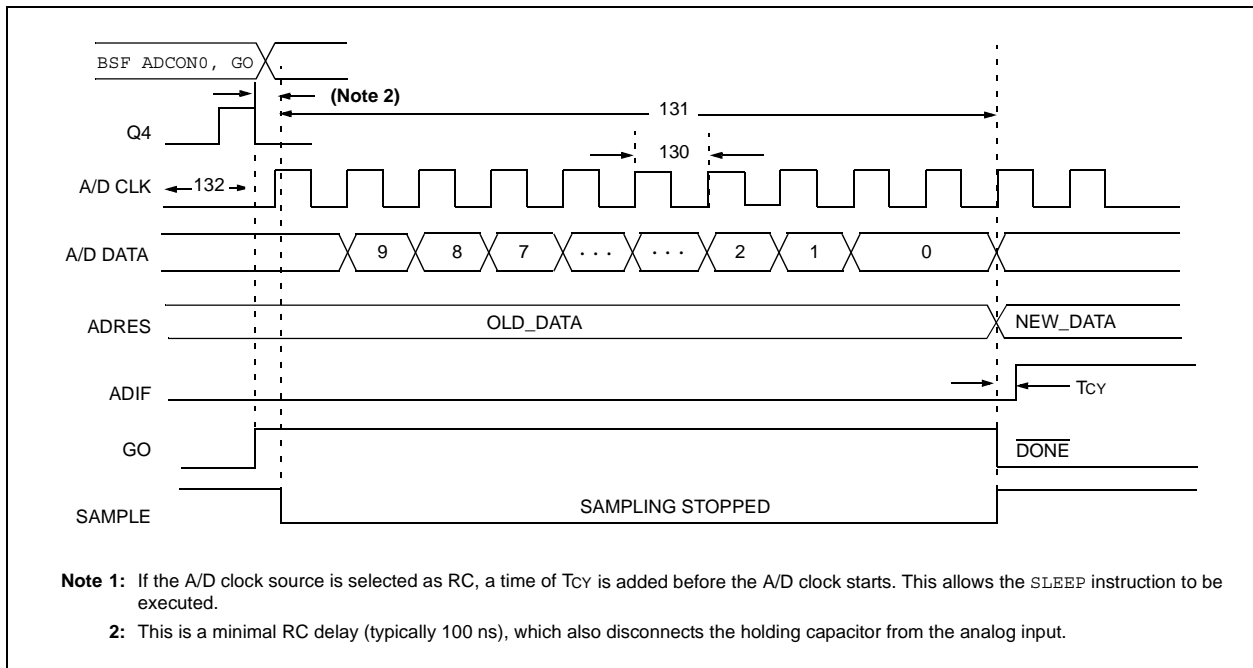 BSF ADCON0, GO
(Note 2)
131
Q4
130
A/D CLK
132
A/D DATA
9 8 7 . . . . . . 2 1 0
ADRES
OLD_DATA
NEW_DATA
ADIF
TCY
GO
DONE
SAMPLE
SAMPLING STOPPED
Note 1: If the A/D clock source is selected as RC, a time of TCY is added before the A/D clock starts. This allows the SLEEP instruction to be
executed.
2: This is a minimal RC delay (typically 100 ns), which also disconnects the holding capacitor from the analog input.